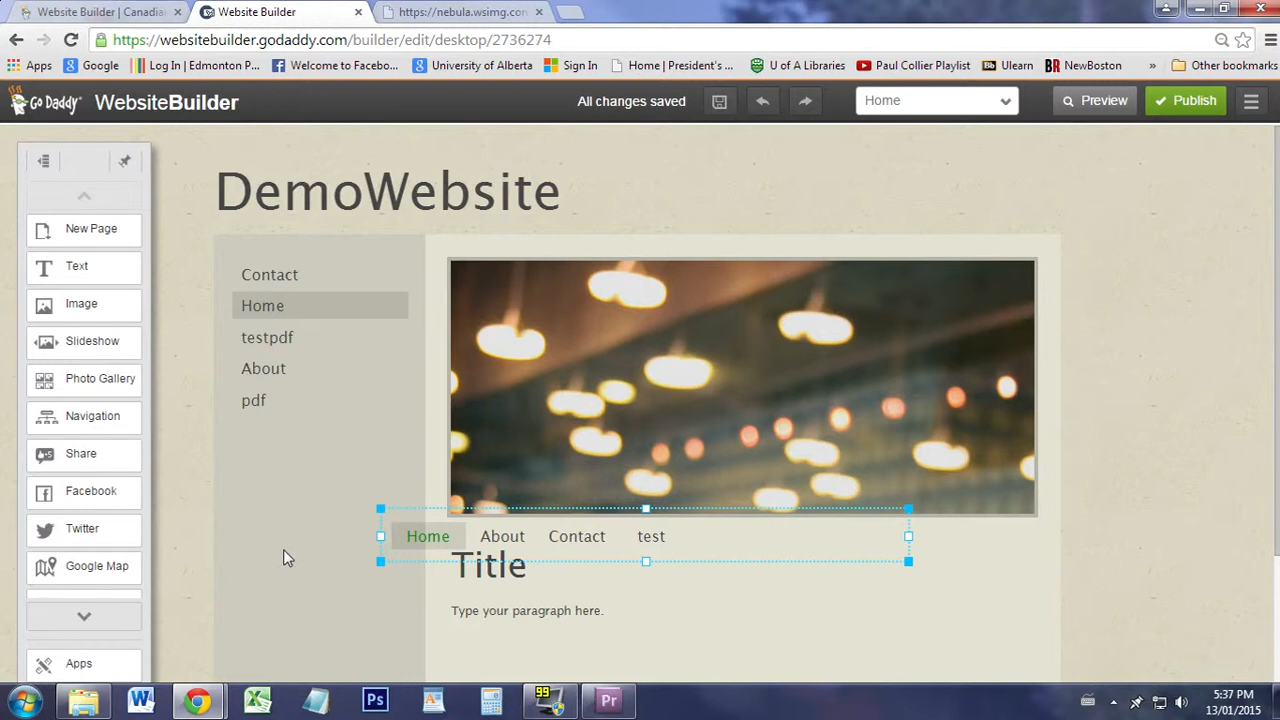 Website Builder | Canadia
Website Builder
https://nebula.wsimg.com
https://websitebuilder.godaddy.com/builder/edit/desktop/2736274
Apps
Google
Log In | Edmonton P...
Welcome to Facebo...
University of Alberta
Sign In
Home | President's ...
U of A Libraries
Paul Collier Playlist
Ulearn
NewBoston
»
Other bookmarks
Go Daddy
WebsiteBuilder
All changes saved
Home
Preview
Publish
New Page
Text
Image
Slideshow
Photo Gallery
Navigation
Share
Facebook
Twitter
Google Map
Apps
DemoWebsite
Contact
Home
testpdf
About
pdf
Home About Contact test
Title
Type your paragraph here.
99
Ps
Pr
5:37 PM
13/01/2015